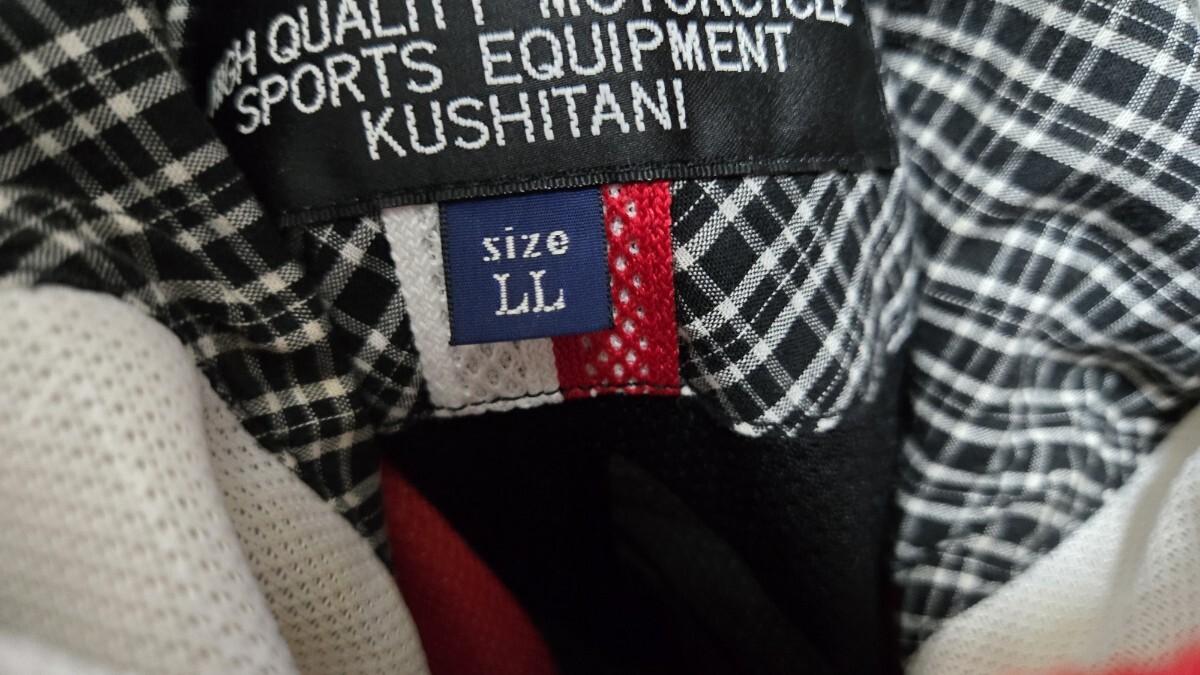 HIGH QUALITY MOTORCYCLE
SPORTS EQUIPMENT
KUSHITANI
size
LL